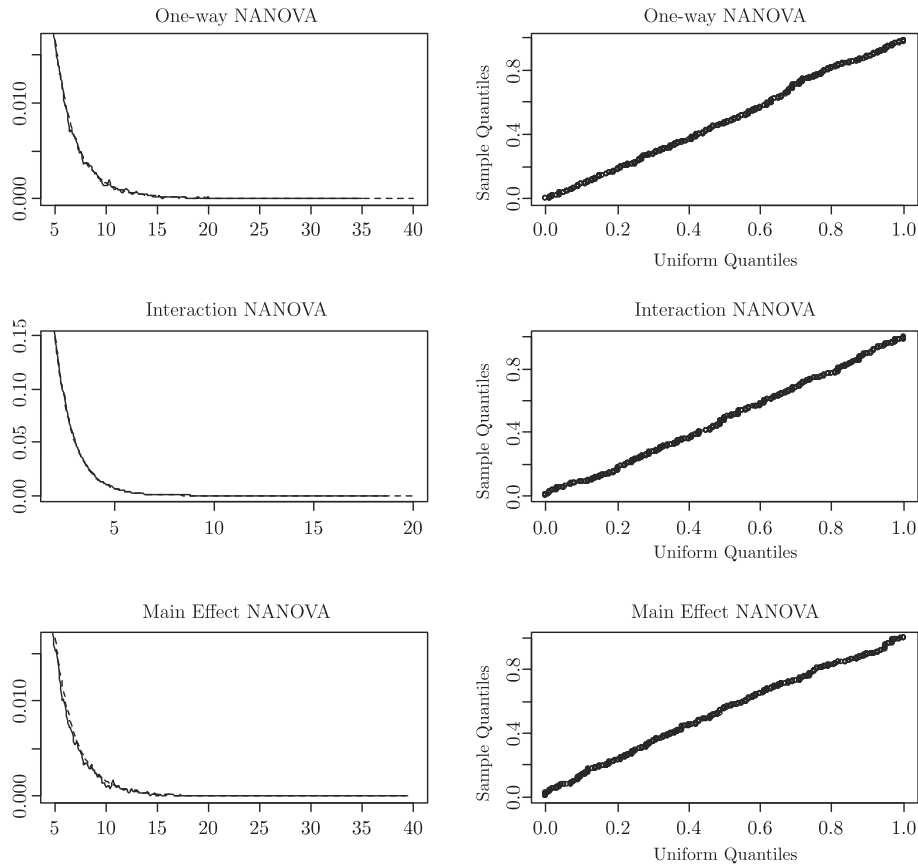 One-way NANOVA
0.010
0.000
5 10 15 20 25 30 35 40
One-way NANOVA
Sample Quantiles
0.8
0.4
0.0
0.0 0.2 0.4 0.6 0.8 1.0
Uniform Quantiles
Interaction NANOVA
0.15
0.10
0.05
0.00
5 10 15 20
Interaction NANOVA
Sample Quantiles
0.8
0.4
0.0
0.0 0.2 0.4 0.6 0.8 1.0
Uniform Quantiles
Main Effect NANOVA
0.010
0.000
5 10 15 20 25 30 35 40
Main Effect NANOVA
Sample Quantiles
0.8
0.4
0.0
0.0 0.2 0.4 0.6 0.8 1.0
Uniform Quantiles